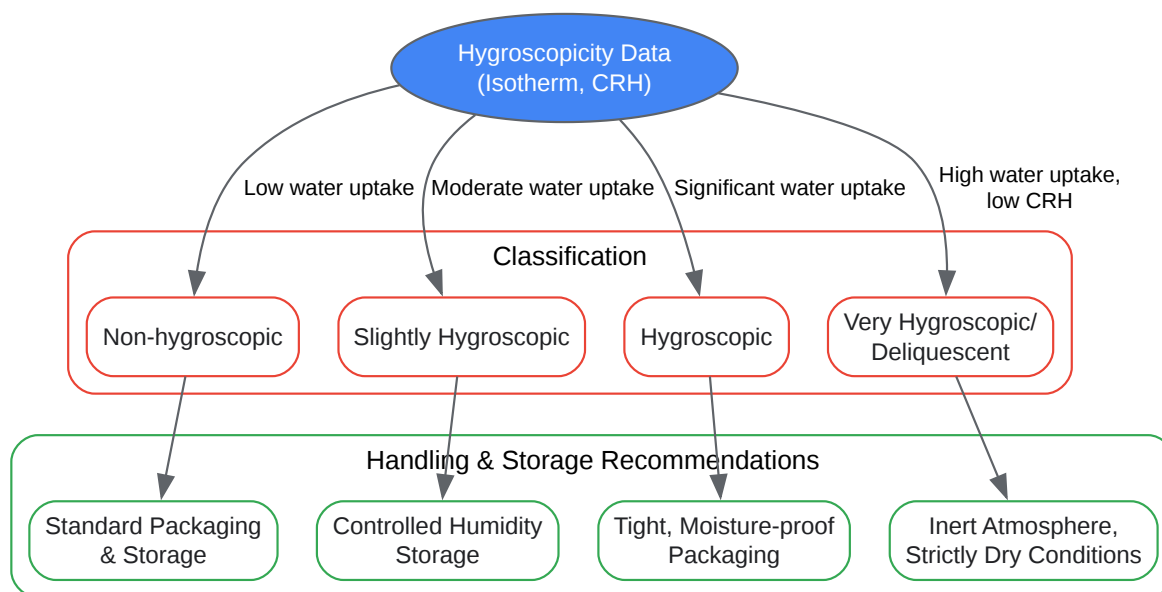 Hygroscopicity Data
(Isotherm, CRH)
Low water uptake
Moderate water uptake
Significant water uptake
High water uptake,
low CRH
Classification
Non-hygroscopic
Slightly Hygroscopic
Hygroscopic
Very Hygroscopic/
Deliquescent
Handling & Storage Recommendations
Standard Packaging
& Storage
Controlled Humidity
Storage
Tight, Moisture-proof
Packaging
Inert Atmosphere,
Strictly Dry Conditions